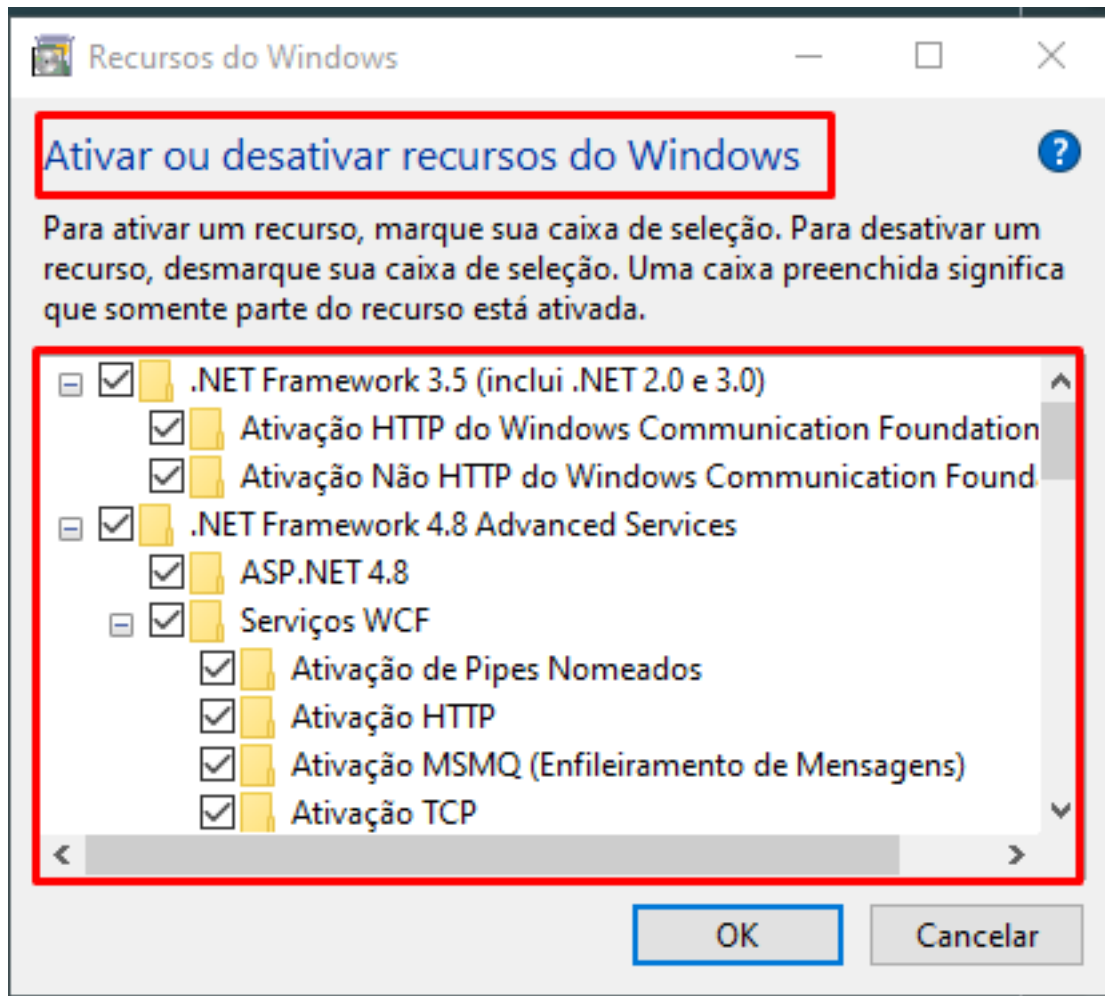 Recursos do Windows
Ativar ou desativar recursos do Windows
?
Para ativar um recurso, marque sua caixa de seleção. Para desativar um
recurso, desmarque sua caixa de seleção. Uma caixa preenchida significa
que somente parte do recurso está ativada.
.NET Framework 3.5 (inclui .NET 2.0 e 3.0)
Ativação HTTP do Windows Communication Foundation
Ativação Não HTTP do Windows Communication Found
.NET Framework 4.8 Advanced Services
ASP.NET 4.8
Serviços WCF
Ativação de Pipes Nomeados
Ativação HTTP
Ativação MSMQ (Enfileiramento de Mensagens)
Ativação TCP
OK
Cancelar